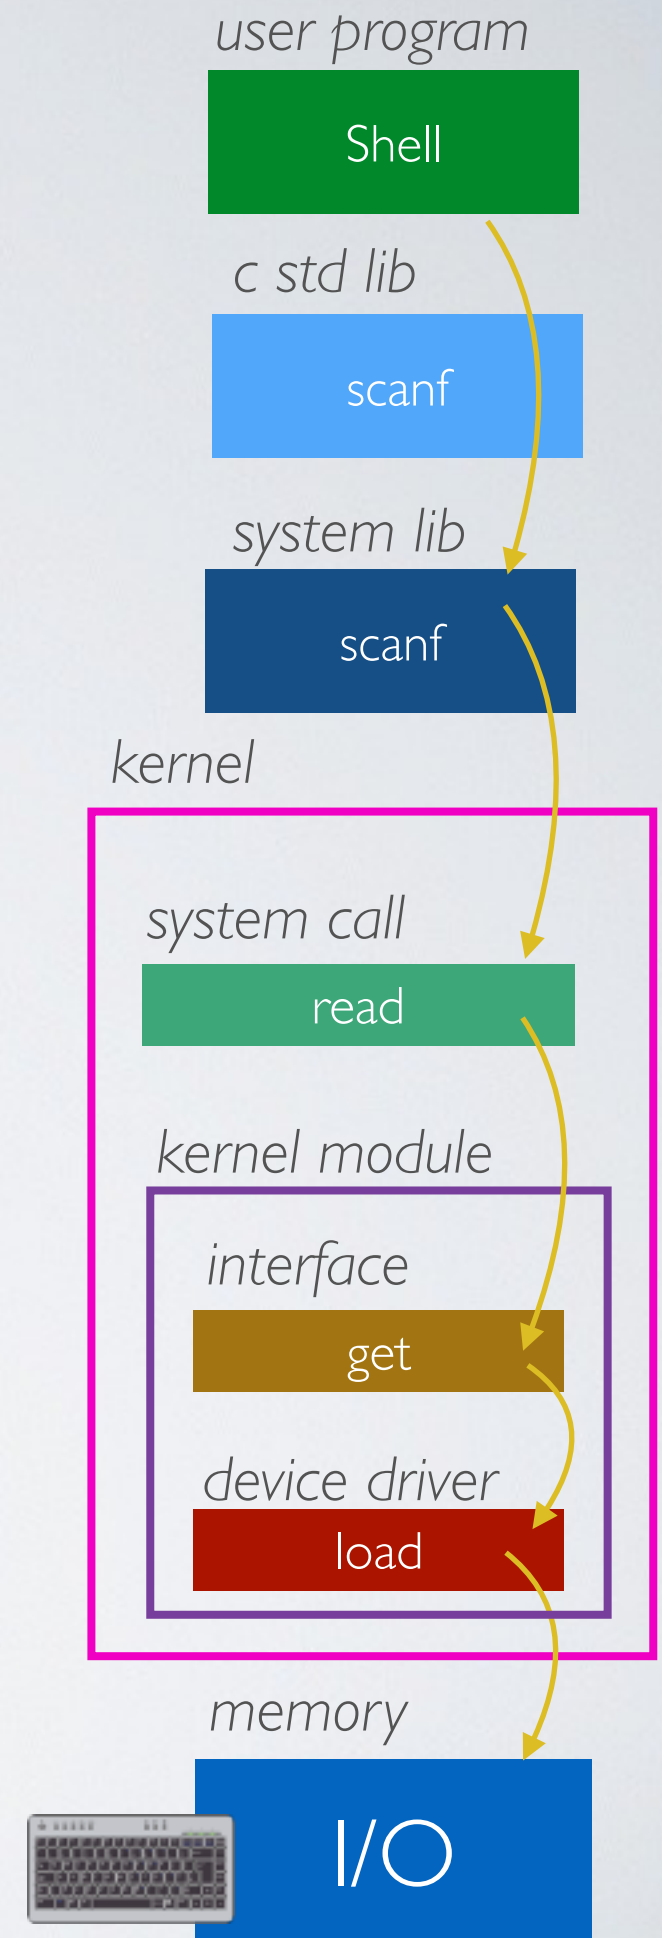 user program
Shell
c std lib
scanf
system lib
scanf
kernel
system call
read
kernel module
interface
get
device driver
load
memory
I/O